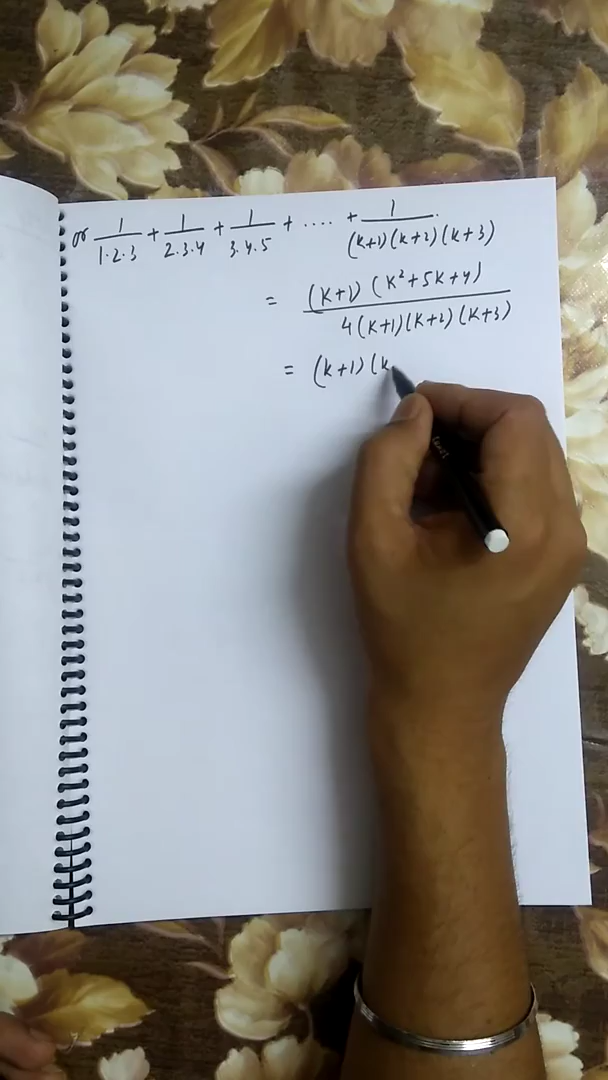 or 1/(1·2·3) + 1/(2·3·4) + 1/(3·4·5) + .... + 1/((k+1)(k+2)(k+3))
= (k+1)(k²+5k+4) / 4(k+1)(k+2)(k+3)
= (k+1)(k